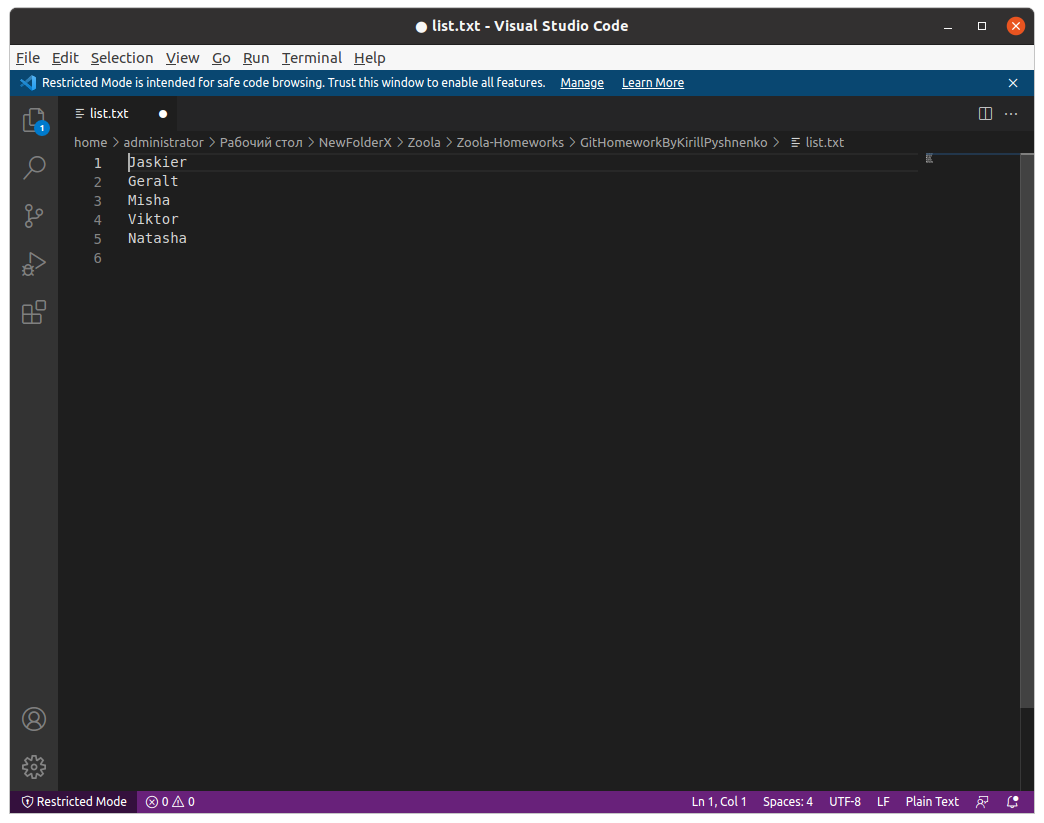 ● list.txt - Visual Studio Code
File Edit Selection View Go Run Terminal Help
Restricted Mode is intended for safe code browsing. Trust this window to enable all features. Manage Learn More
1
list.txt ●
home > administrator > Рабочий стол > NewFolderX > Zoola > Zoola-Homeworks > GitHomeworkByKirillPyshnenko > list.txt
1 Jaskier
2 Geralt
3 Misha
4 Viktor
5 Natasha
6
Restricted Mode 0 0 Ln 1, Col 1 Spaces: 4 UTF-8 LF Plain Text